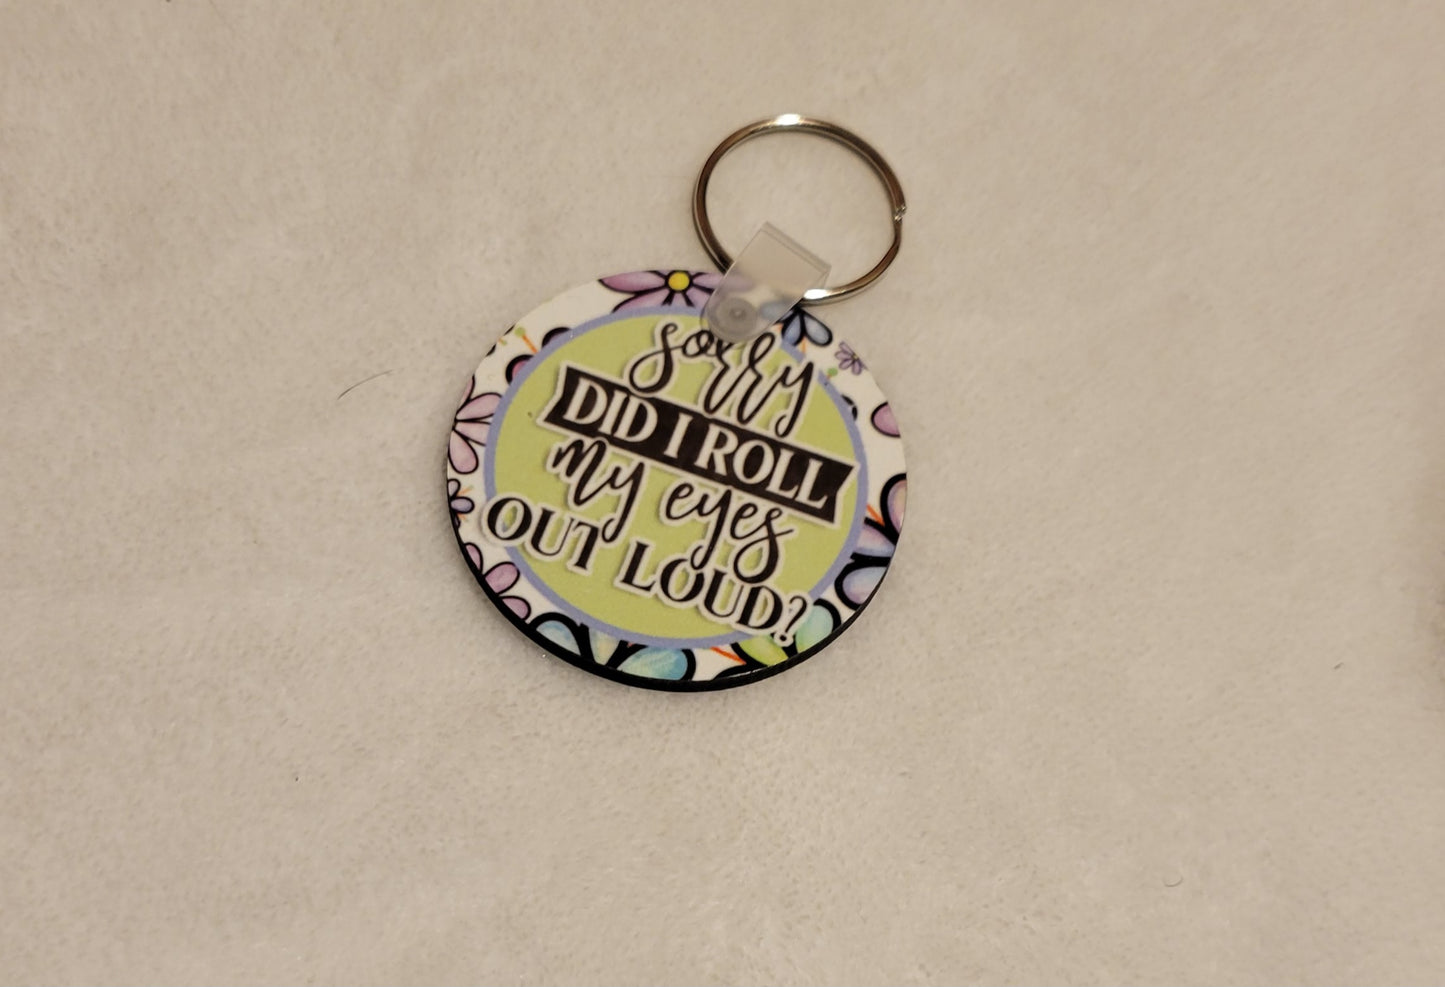 sorry
DID I ROLL
my eyes
OUT LOUD?